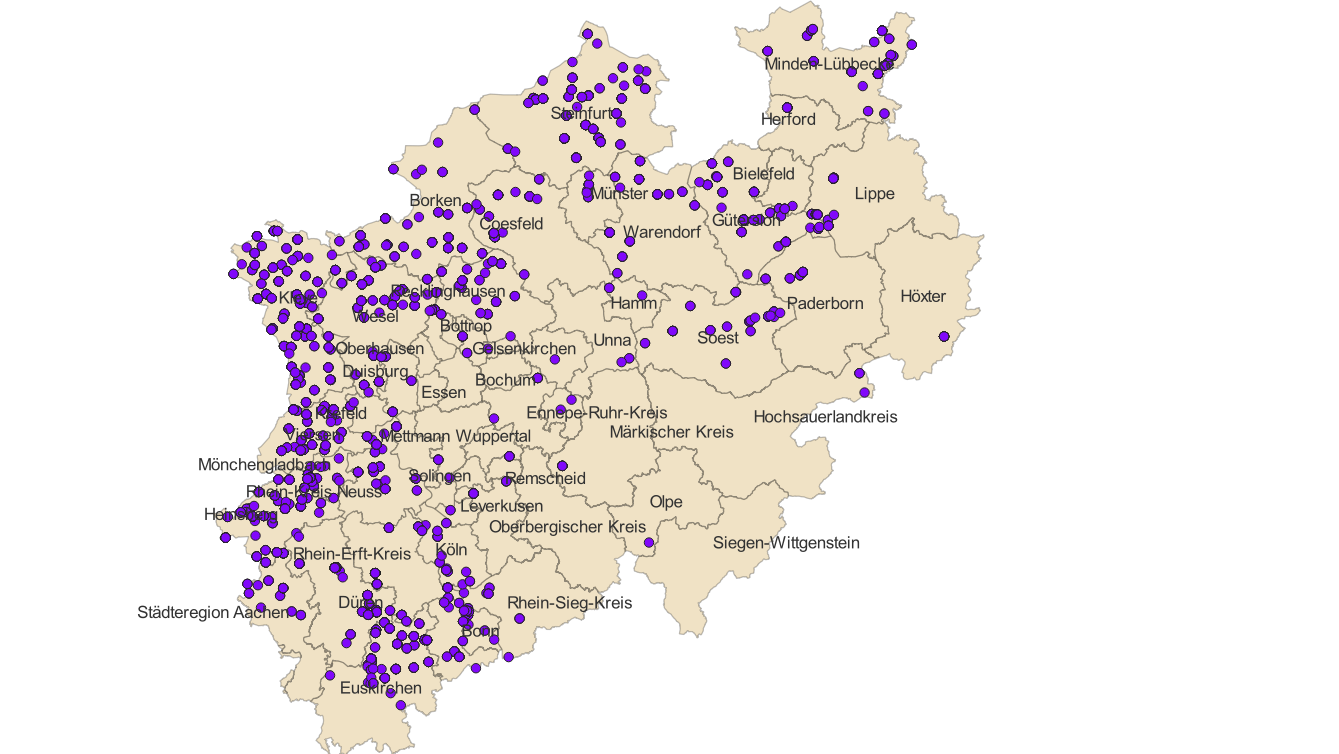 Minden-Lübbecke
Steinfurt
Herford
Bielefeld
Münster
Lippe
Borken
Coesfeld
Gütersloh
Warendorf
Recklinghausen
Kleve
Hamm
Paderborn
Höxter
Wesel
Bottrop
Unna
Soest
Oberhausen
Gelsenkirchen
Duisburg
Bochum
Essen
Krefeld
Ennepe-Ruhr-Kreis
Hochsauerlandkreis
Viersen
Mettmann
Wuppertal
Märkischer Kreis
Mönchengladbach
Solingen
Remscheid
Rhein-Kreis Neuss
Leverkusen
Olpe
Heinsberg
Oberbergischer Kreis
Rhein-Erft-Kreis
Köln
Siegen-Wittgenstein
Düren
Rhein-Sieg-Kreis
Städteregion Aachen
Bonn
Euskirchen